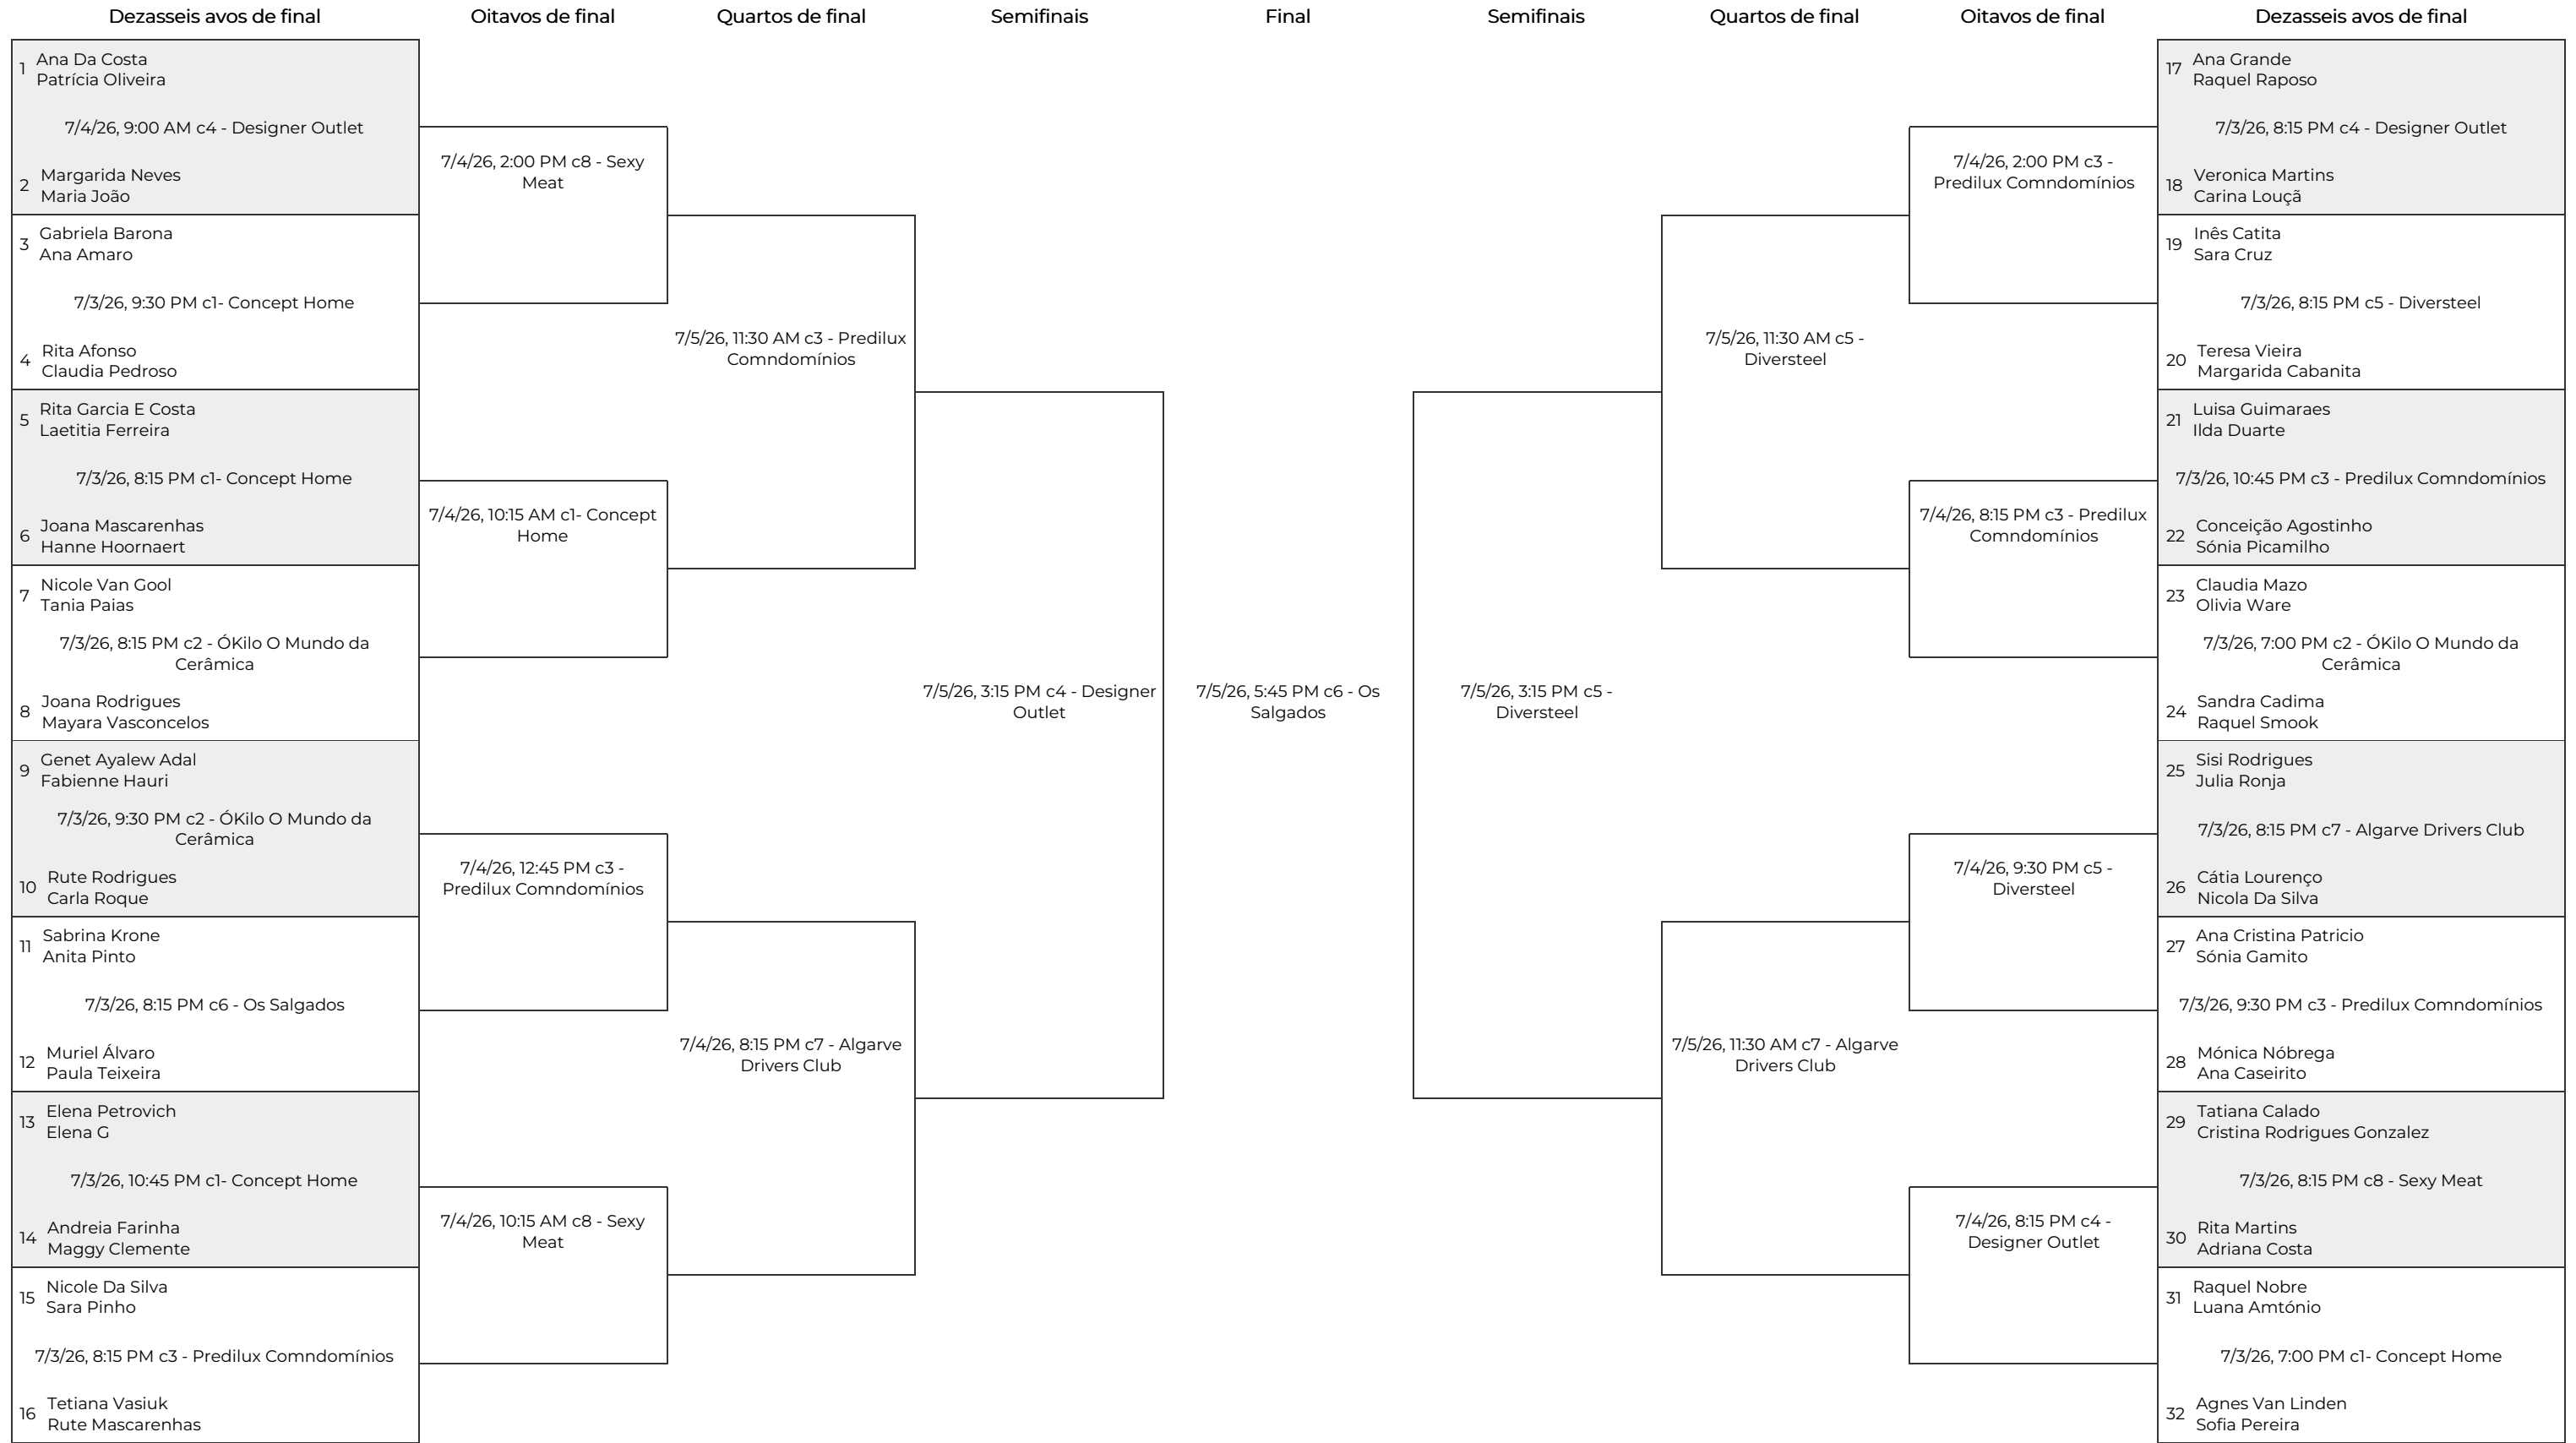 Dezasseis avos de final
Oitavos de final
Quartos de final
Semifinais
Final
Semifinais
Quartos de final
Oitavos de final
Dezasseis avos de final
1
Ana Da Costa
Patrícia Oliveira
7/4/26, 9:00 AM c4 - Designer Outlet
2
Margarida Neves
Maria João
3
Gabriela Barona
Ana Amaro
7/3/26, 9:30 PM c1- Concept Home
4
Rita Afonso
Claudia Pedroso
5
Rita Garcia E Costa
Laetitia Ferreira
7/3/26, 8:15 PM c1- Concept Home
6
Joana Mascarenhas
Hanne Hoornaert
7
Nicole Van Gool
Tania Paias
7/3/26, 8:15 PM c2 - ÓKilo O Mundo da
Cerâmica
8
Joana Rodrigues
Mayara Vasconcelos
9
Genet Ayalew Adal
Fabienne Hauri
7/3/26, 9:30 PM c2 - ÓKilo O Mundo da
Cerâmica
10
Rute Rodrigues
Carla Roque
11
Sabrina Krone
Anita Pinto
7/3/26, 8:15 PM c6 - Os Salgados
12
Muriel Álvaro
Paula Teixeira
13
Elena Petrovich
Elena G
7/3/26, 10:45 PM c1- Concept Home
14
Andreia Farinha
Maggy Clemente
15
Nicole Da Silva
Sara Pinho
7/3/26, 8:15 PM c3 - Predilux Comndomínios
16
Tetiana Vasiuk
Rute Mascarenhas
7/4/26, 2:00 PM c8 - Sexy
Meat
7/4/26, 10:15 AM c1- Concept
Home
7/4/26, 12:45 PM c3 -
Predilux Comndomínios
7/4/26, 10:15 AM c8 - Sexy
Meat
7/5/26, 11:30 AM c3 - Predilux
Comndomínios
7/4/26, 8:15 PM c7 - Algarve
Drivers Club
7/5/26, 3:15 PM c4 - Designer
Outlet
7/5/26, 5:45 PM c6 - Os
Salgados
7/5/26, 3:15 PM c5 -
Diversteel
7/5/26, 11:30 AM c5 -
Diversteel
7/5/26, 11:30 AM c7 - Algarve
Drivers Club
7/4/26, 2:00 PM c3 -
Predilux Comndomínios
7/4/26, 8:15 PM c3 - Predilux
Comndomínios
7/4/26, 9:30 PM c5 -
Diversteel
7/4/26, 8:15 PM c4 -
Designer Outlet
17
Ana Grande
Raquel Raposo
7/3/26, 8:15 PM c4 - Designer Outlet
18
Veronica Martins
Carina Louçã
19
Inês Catita
Sara Cruz
7/3/26, 8:15 PM c5 - Diversteel
20
Teresa Vieira
Margarida Cabanita
21
Luisa Guimaraes
Ilda Duarte
7/3/26, 10:45 PM c3 - Predilux Comndomínios
22
Conceição Agostinho
Sónia Picamilho
23
Claudia Mazo
Olivia Ware
7/3/26, 7:00 PM c2 - ÓKilo O Mundo da
Cerâmica
24
Sandra Cadima
Raquel Smook
25
Sisi Rodrigues
Julia Ronja
7/3/26, 8:15 PM c7 - Algarve Drivers Club
26
Cátia Lourenço
Nicola Da Silva
27
Ana Cristina Patricio
Sónia Gamito
7/3/26, 9:30 PM c3 - Predilux Comndomínios
28
Mónica Nóbrega
Ana Caseirito
29
Tatiana Calado
Cristina Rodrigues Gonzalez
7/3/26, 8:15 PM c8 - Sexy Meat
30
Rita Martins
Adriana Costa
31
Raquel Nobre
Luana Amtónio
7/3/26, 7:00 PM c1- Concept Home
32
Agnes Van Linden
Sofia Pereira